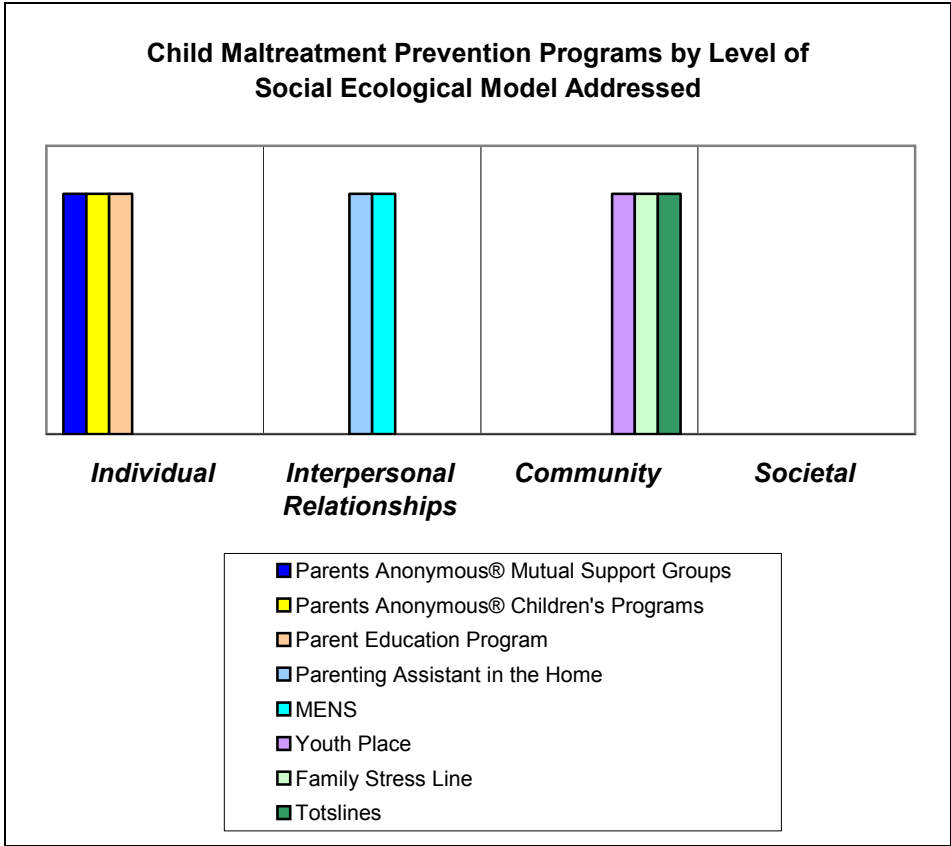 Child Maltreatment Prevention Programs by Level of
Social Ecological Model Addressed
Individual
Interpersonal
Relationships
Community
Societal
Parents Anonymous® Mutual Support Groups
Parents Anonymous® Children's Programs
Parent Education Program
Parenting Assistant in the Home
MENS
Youth Place
Family Stress Line
Totslines